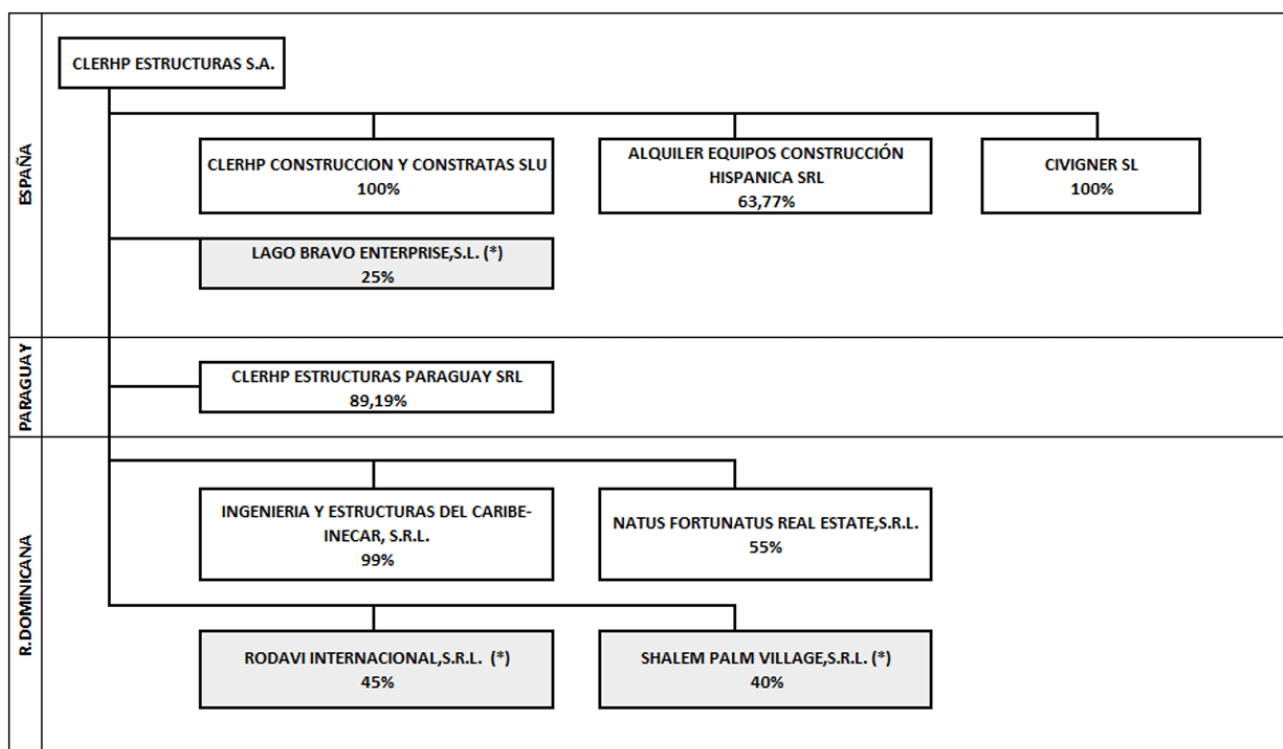 ESPAÑA
CLERHP ESTRUCTURAS S.A.
CLERHP CONSTRUCCION Y CONSTRATAS SLU
100%
ALQUILER EQUIPOS CONSTRUCCIÓN
HISPANICA SRL
63,77%
CIVIGNER SL
100%
LAGO BRAVO ENTERPRISE,S.L. (*)
25%
PARAGUAY
CLERHP ESTRUCTURAS PARAGUAY SRL
89,19%
R.DOMINICANA
INGENIERIA Y ESTRUCTURAS DEL CARIBE-
INECAR, S.R.L.
99%
NATUS FORTUNATUS REAL ESTATE,S.R.L.
55%
RODAVI INTERNACIONAL,S.R.L. (*)
45%
SHALEM PALM VILLAGE,S.R.L. (*)
40%